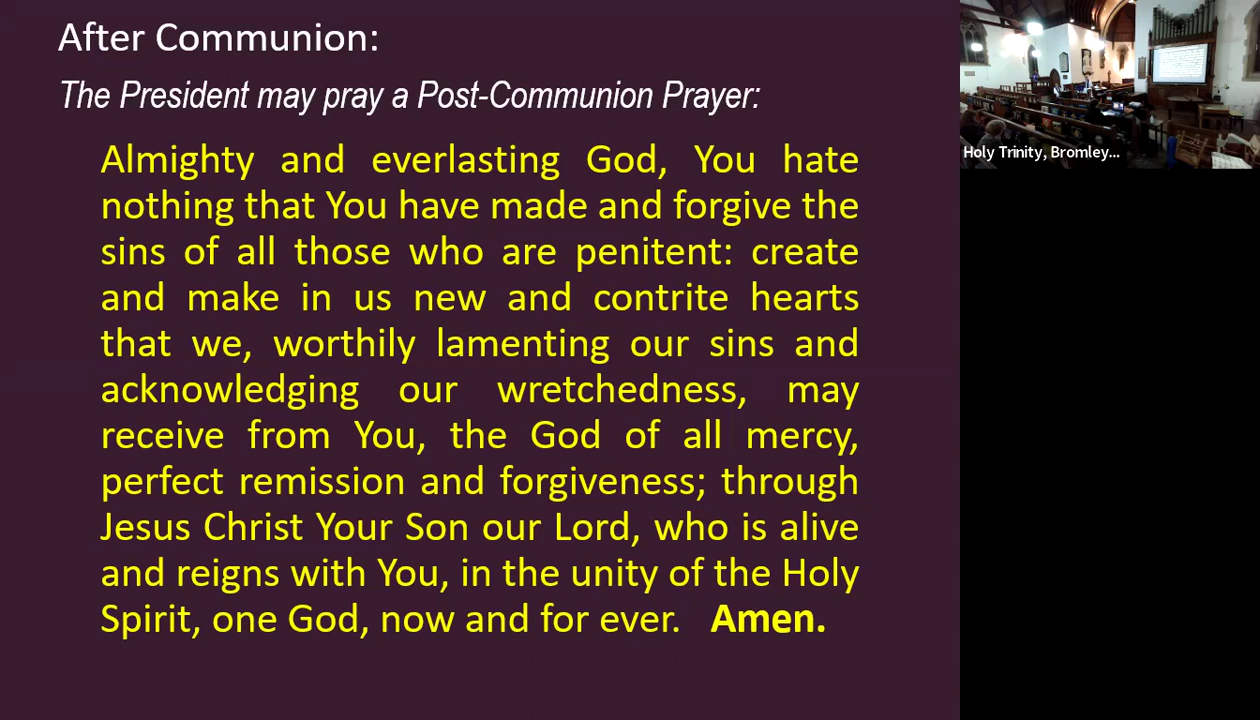 After Communion:
The President may pray a Post-Communion Prayer:
Almighty and everlasting God, You hate
nothing that You have made and forgive the
sins of all those who are penitent: create
and make in us new and contrite hearts
that we, worthily lamenting our sins and
acknowledging our wretchedness, may
receive from You, the God of all mercy,
perfect remission and forgiveness; through
Jesus Christ Your Son our Lord, who is alive
and reigns with You, in the unity of the Holy
Spirit, one God, now and for ever. Amen.
Holy Trinity, Bromley...